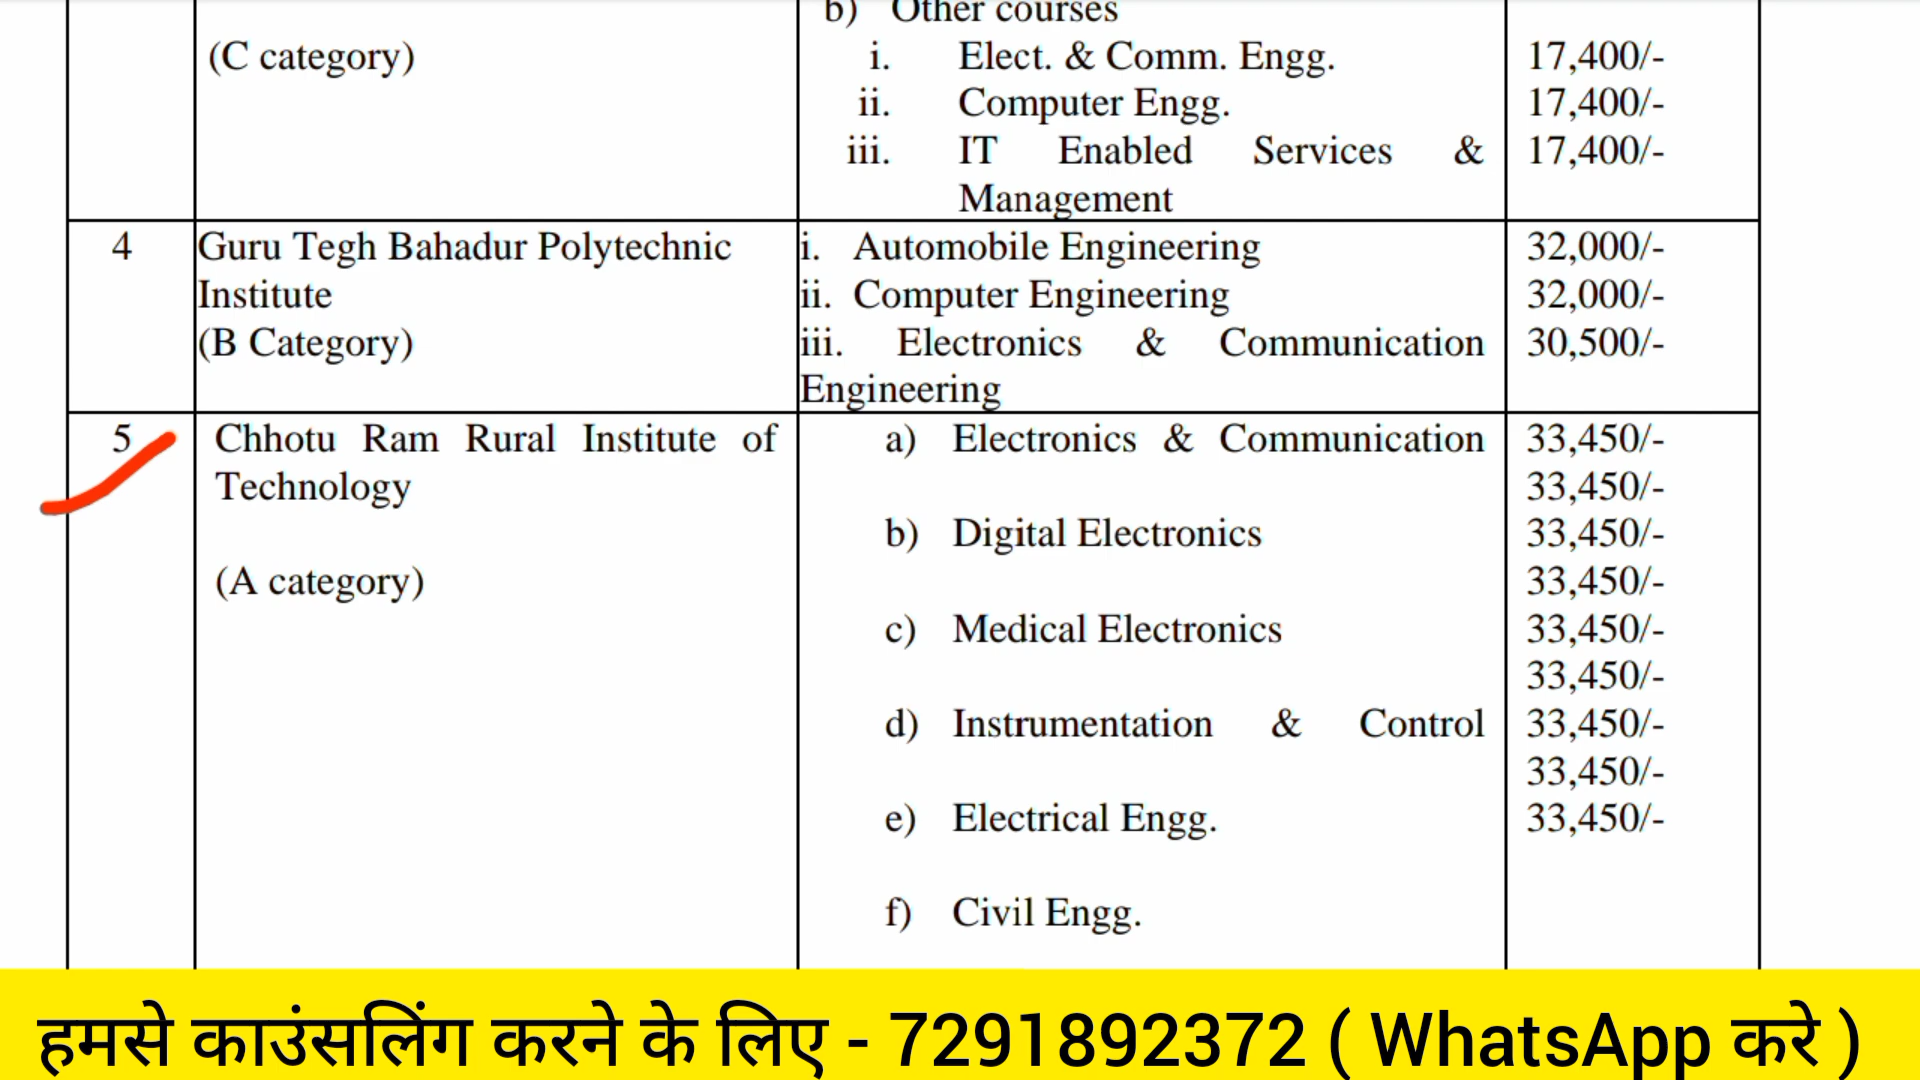 b) Other courses
(C category)
i. Elect. & Comm. Engg. 17,400/-
ii. Computer Engg. 17,400/-
iii. IT Enabled Services & 17,400/-
Management
4 Guru Tegh Bahadur Polytechnic i. Automobile Engineering 32,000/-
Institute ii. Computer Engineering 32,000/-
(B Category) iii. Electronics & Communication 30,500/-
Engineering
5 Chhotu Ram Rural Institute of a) Electronics & Communication 33,450/-
Technology 33,450/-
b) Digital Electronics 33,450/-
(A category) 33,450/-
c) Medical Electronics 33,450/-
33,450/-
d) Instrumentation & Control 33,450/-
33,450/-
e) Electrical Engg. 33,450/-
f) Civil Engg.
हमसे काउंसलिंग करने के लिए - 7291892372 ( WhatsApp करे )